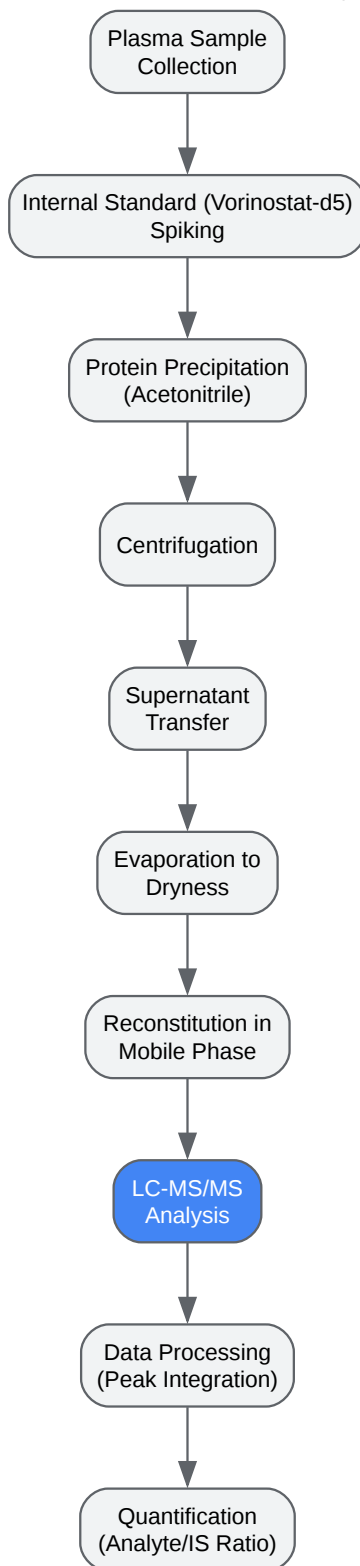 Plasma Sample
Collection
Internal Standard (Vorinostat-d5)
Spiking
Protein Precipitation
(Acetonitrile)
Centrifugation
Supernatant
Transfer
Evaporation to
Dryness
Reconstitution in
Mobile Phase
LC-MS/MS
Analysis
Data Processing
(Peak Integration)
Quantification
(Analyte/IS Ratio)